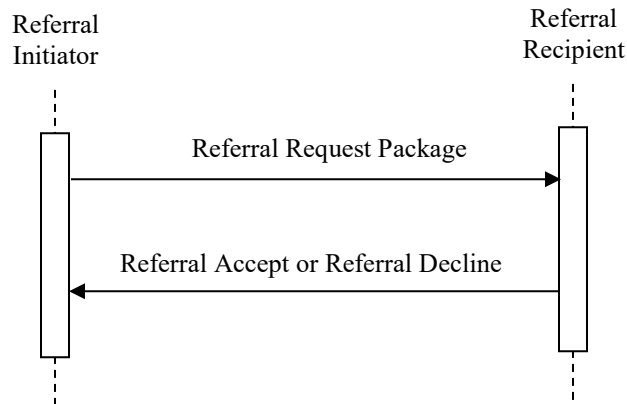 Referral
Initiator
Referral
Recipient
Referral Request Package
Referral Accept or Referral Decline